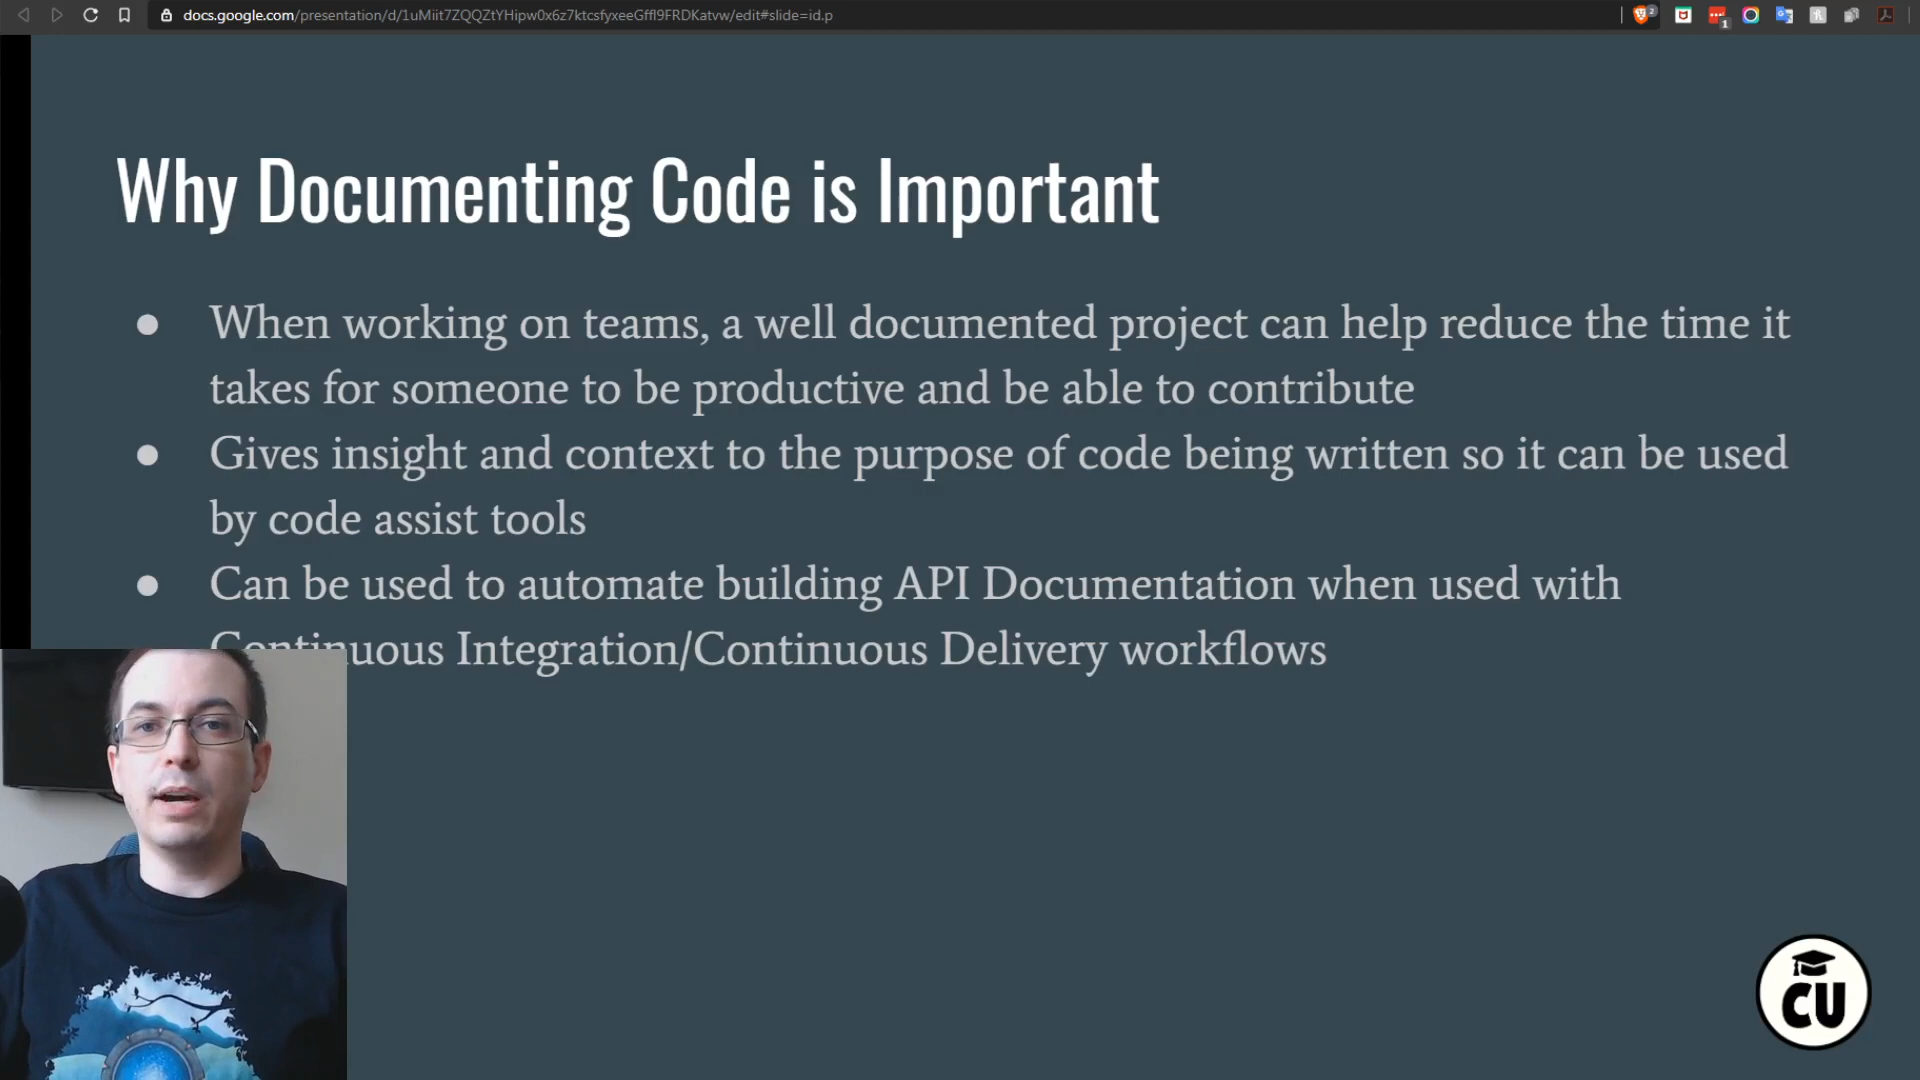 docs.google.com/presentation/d/1uMiit7ZQQZtYHipw0x6z7ktcsfyxeeGffl9FRDKatvw/edit#slide=id.p
2
1
Why Documenting Code is Important
● When working on teams, a well documented project can help reduce the time it
takes for someone to be productive and be able to contribute
● Gives insight and context to the purpose of code being written so it can be used
by code assist tools
● Can be used to automate building API Documentation when used with
Continuous Integration/Continuous Delivery workflows
CU